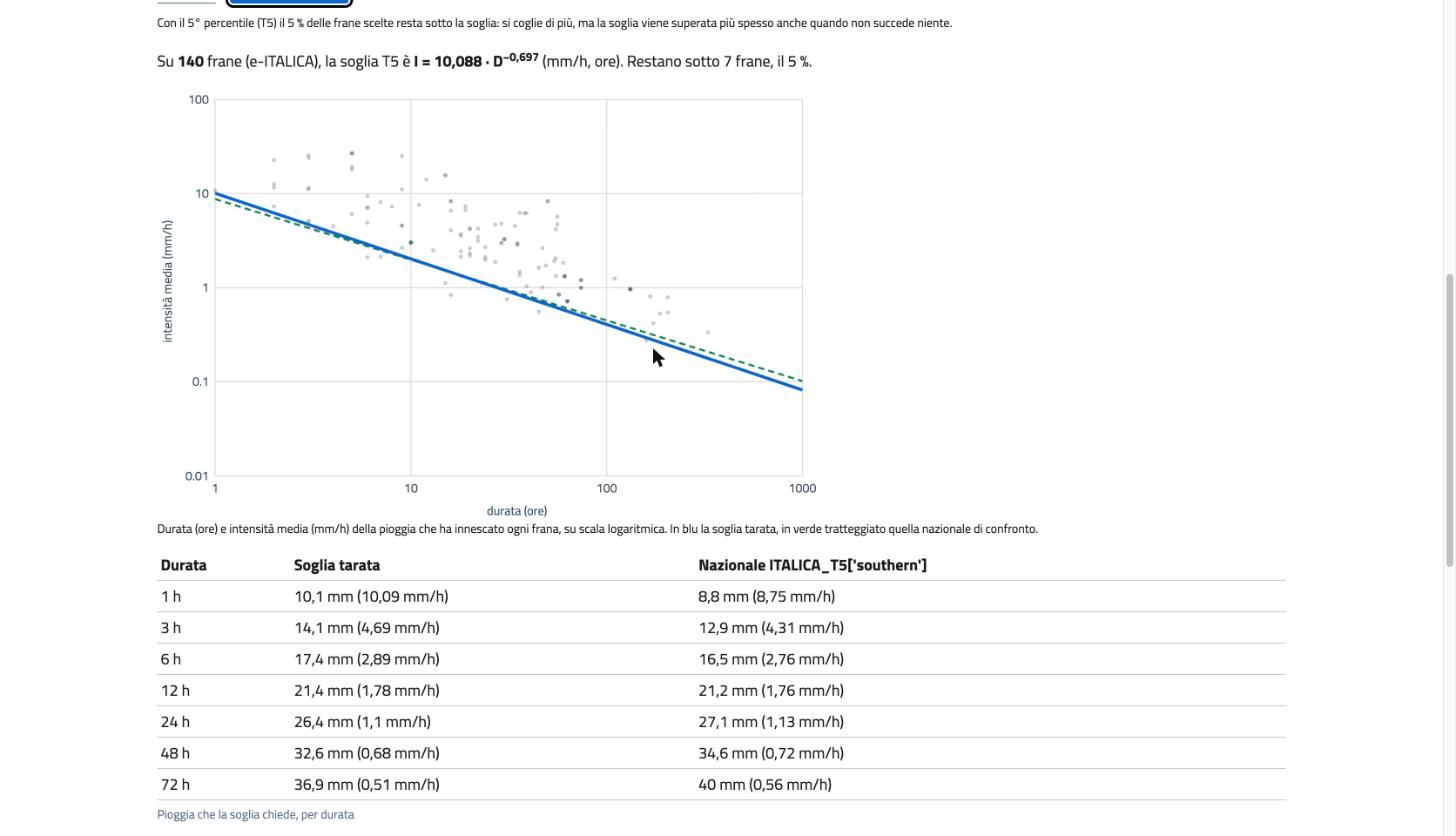 Con il 5° percentile (T5) il 5 % delle frane scelte resta sotto la soglia: si coglie di più, ma la soglia viene superata più spesso anche quando non succede niente.
Su 140 frane (e-ITALICA), la soglia T5 è I = 10,088 · D⁻⁰,⁶⁹⁷ (mm/h, ore). Restano sotto 7 frane, il 5 %.
100
10
1
0.1
0.01
intensità media (mm/h)
1 10 100 1000
durata (ore)
Durata (ore) e intensità media (mm/h) della pioggia che ha innescato ogni frana, su scala logaritmica. In blu la soglia tarata, in verde tratteggiato quella nazionale di confronto.
Durata Soglia tarata Nazionale ITALICA_T5['southern']
1 h 10,1 mm (10,09 mm/h) 8,8 mm (8,75 mm/h)
3 h 14,1 mm (4,69 mm/h) 12,9 mm (4,31 mm/h)
6 h 17,4 mm (2,89 mm/h) 16,5 mm (2,76 mm/h)
12 h 21,4 mm (1,78 mm/h) 21,2 mm (1,76 mm/h)
24 h 26,4 mm (1,1 mm/h) 27,1 mm (1,13 mm/h)
48 h 32,6 mm (0,68 mm/h) 34,6 mm (0,72 mm/h)
72 h 36,9 mm (0,51 mm/h) 40 mm (0,56 mm/h)
Pioggia che la soglia chiede, per durata